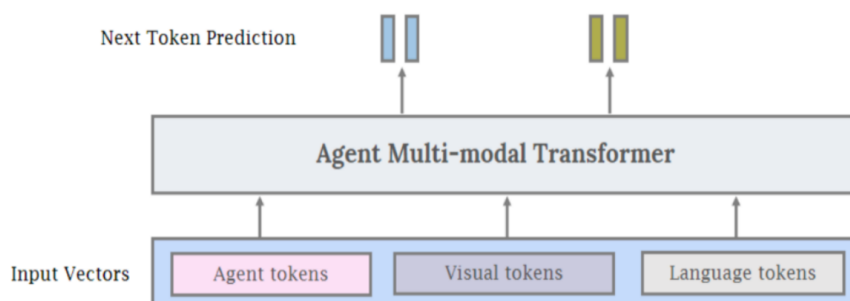 Next Token Prediction
Agent Multi-modal Transformer
Input Vectors
Agent tokens
Visual tokens
Language tokens